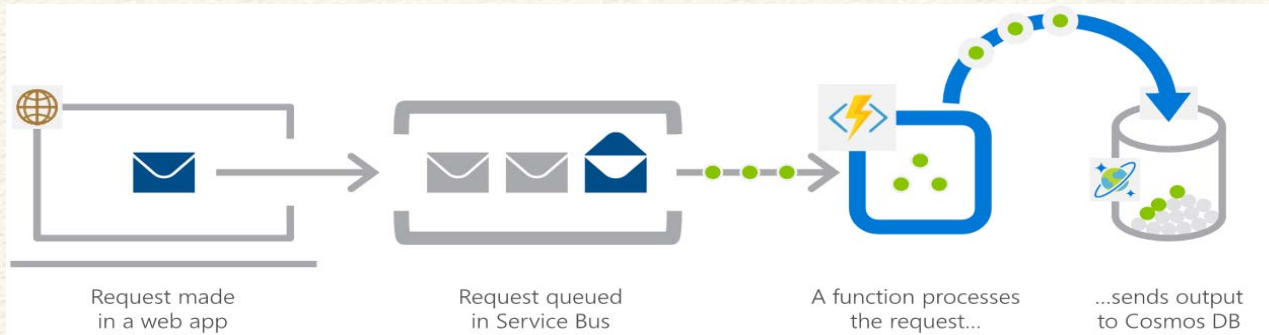 Request made
in a web app
Request queued
in Service Bus
A function processes
the request...
...sends output
to Cosmos DB